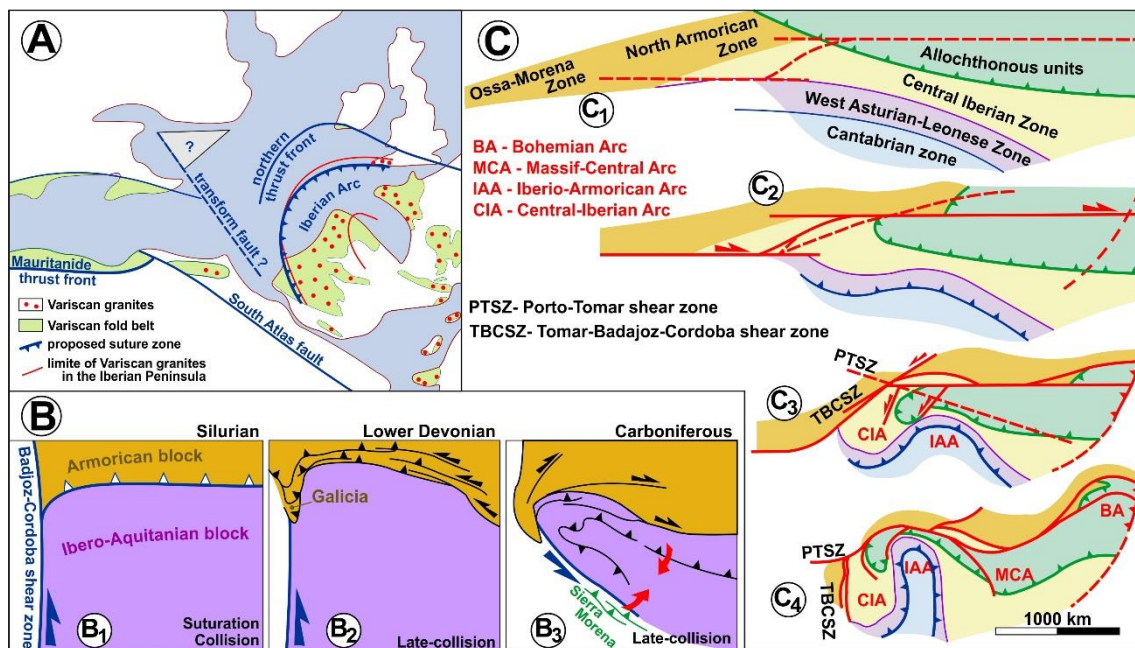 A
?
northern
thrust front
Iberian Arc
transform fault ?
Mauritanide
thrust front
South Atlas fault
Variscan granites
Variscan fold belt
proposed suture zone
limite of Variscan granites
in the Iberian Peninsula
B
Silurian
Armorican block
Ibero-Aquitanian block
Badjoz-Cordoba shear zone
B1
Suturation
Collision
Lower Devonian
Galicia
B2
Late-collision
Carboniferous
Sierra
Morena
B3
Late-collision
C
North Armorican
Zone
Ossa-Morena
Zone
Allochthonous units
Central Iberian Zone
West Asturian-Leonese Zone
Cantabrian zone
C1
BA - Bohemian Arc
MCA - Massif-Central Arc
IAA - Iberio-Armorican Arc
CIA - Central-Iberian Arc
C2
PTSZ- Porto-Tomar shear zone
TBCSZ- Tomar-Badajoz-Cordoba shear zone
C3
PTSZ
TBCSZ
CIA
IAA
C4
PTSZ
TBCSZ
CIA
IAA
MCA
BA
1000 km